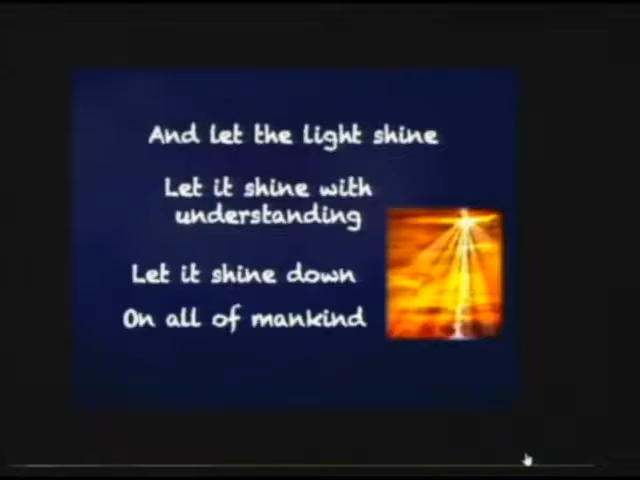 And let the light shine
Let it shine with
understanding
Let it shine down
On all of mankind